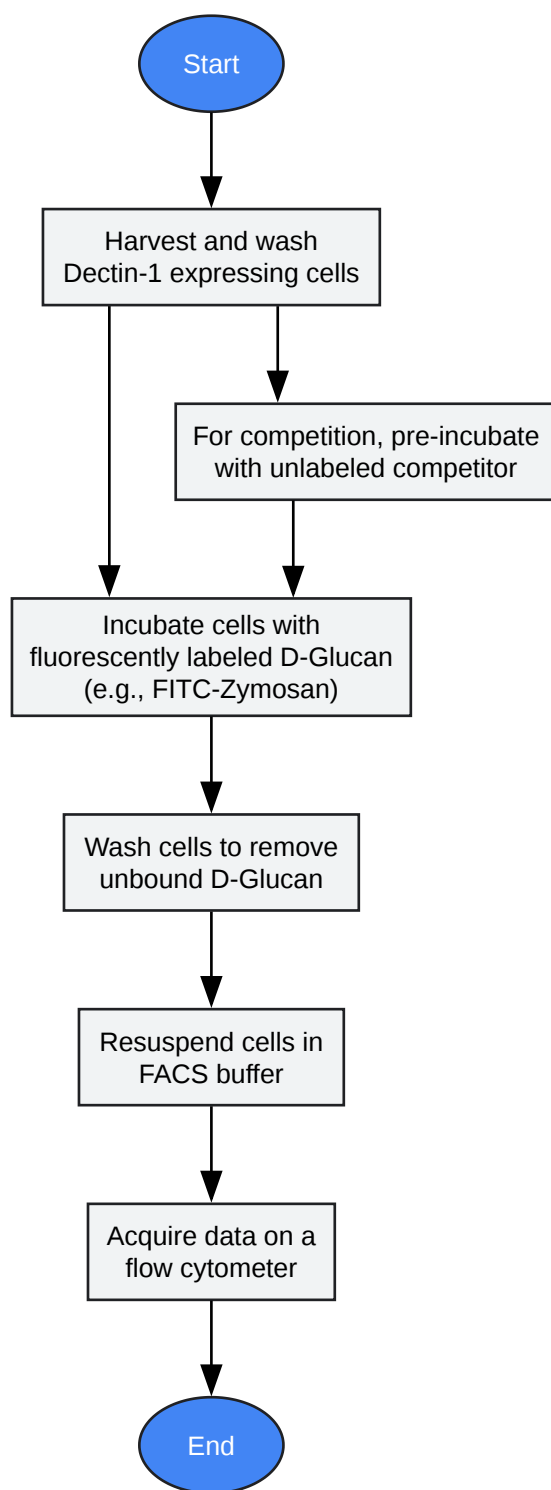 Start
Harvest and wash
Dectin-1 expressing cells
For competition, pre-incubate
with unlabeled competitor
Incubate cells with
fluorescently labeled D-Glucan
(e.g., FITC-Zymosan)
Wash cells to remove
unbound D-Glucan
Resuspend cells in
FACS buffer
Acquire data on a
flow cytometer
End